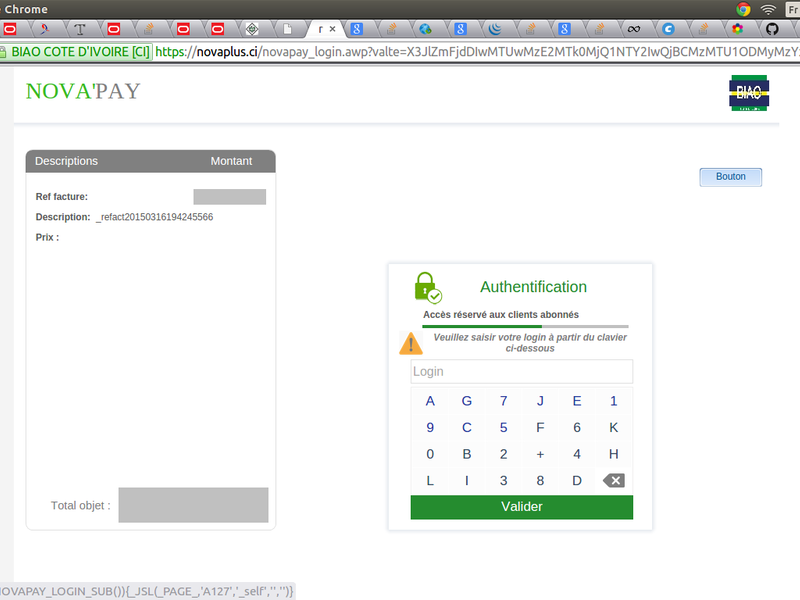 Chrome
Fr
r ×
BIAO COTE D'IVOIRE [CI] https://novaplus.ci/novapay_login.awp?valte=X3JlZmFjdDIwMTUwMzE2MTk0MjQ1NTY2IwQjBCMzMTU1ODMyMzY
NOVA'PAY
BIAO
Descriptions Montant
Bouton
Ref facture:
Description: _refact20150316194245566
Prix :
Authentification
Accès réservé aux clients abonnés
Veuillez saisir votre login à partir du clavier
ci-dessous
Login
A G 7 J E 1
9 C 5 F 6 K
0 B 2 + 4 H
L I 3 8 D
Total objet :
Valider
OVAPAY_LOGIN_SUB()){_JSL(_PAGE_,'A127','_self','','')}